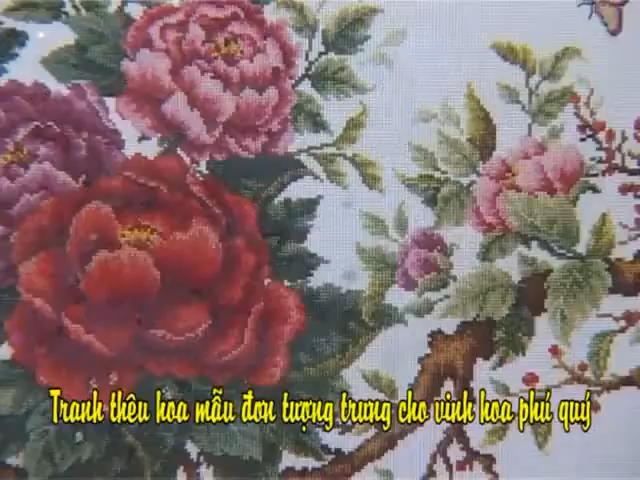 Tranh thêu hoa mẫu đơn tượng trưng cho vinh hoa phú quý